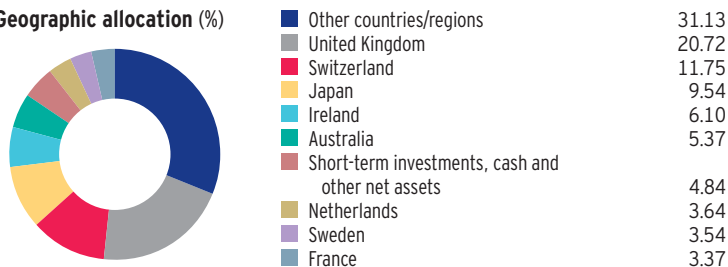 Geographic allocation (%)
Other countries/regions 31.13
United Kingdom 20.72
Switzerland 11.75
Japan 9.54
Ireland 6.10
Australia 5.37
Short-term investments, cash and
other net assets 4.84
Netherlands 3.64
Sweden 3.54
France 3.37